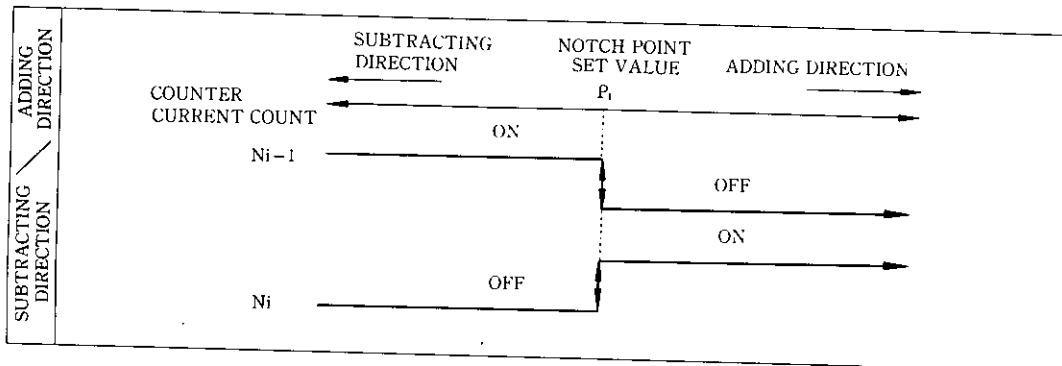 SUBTRACTING / ADDING
DIRECTION DIRECTION
SUBTRACTING
DIRECTION
NOTCH POINT
SET VALUE
ADDING DIRECTION
P₁
COUNTER
CURRENT COUNT
ON
Ni-1
OFF
ON
OFF
Ni